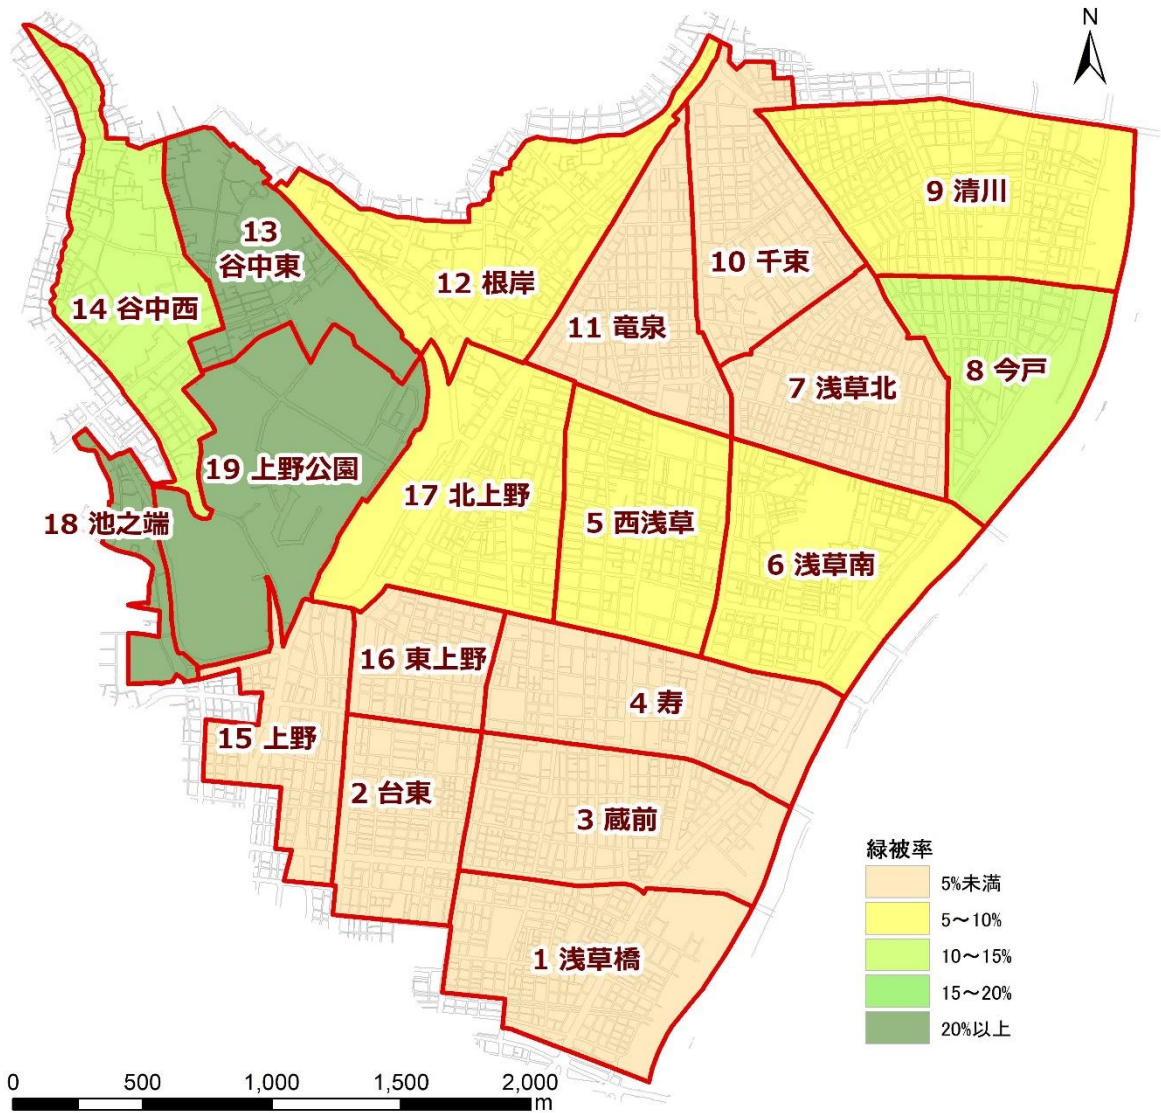 N
9 清川
13
谷中東
10 千束
12 根岸
14 谷中西
11 竜泉
8 今戸
7 浅草北
19 上野公園
17 北上野
5 西浅草
18 池之端
6 浅草南
16 東上野
4 寿
15 上野
2 台東
3 蔵前
1 浅草橋
緑被率
5%未満
5～10%
10～15%
15～20%
20%以上
0 500 1,000 1,500 2,000
m